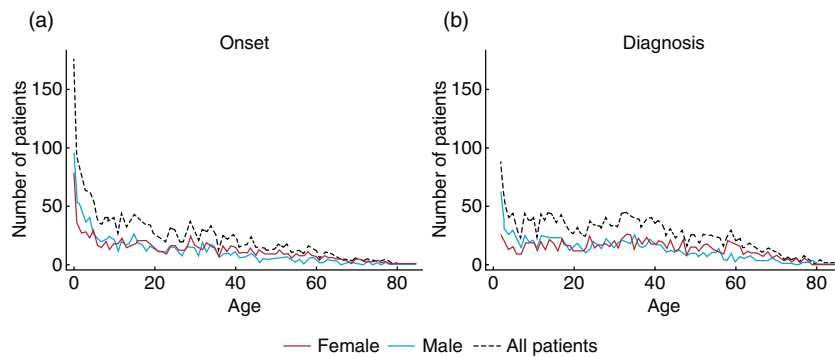 (a)
Onset
Number of patients
150
100
50
0
0 20 40 60 80
Age
(b)
Diagnosis
Number of patients
150
100
50
0
0 20 40 60 80
Age
Female Male All patients